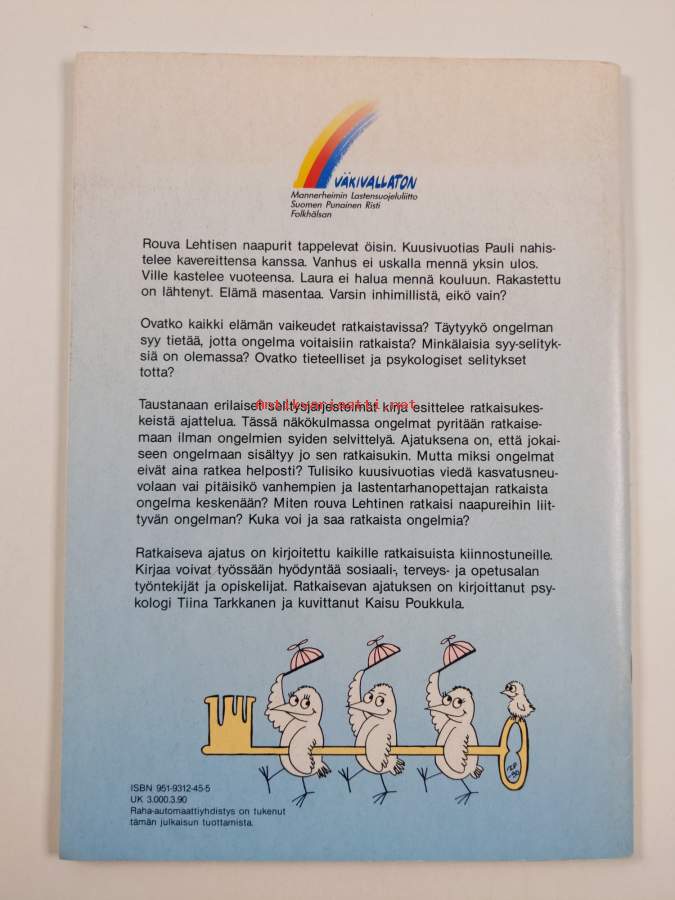 VÄKIVALLATON
Mannerheimin Lastensuojeluliitto
Suomen Punainen Risti
Folkhälsan
Rouva Lehtisen naapurit tappelevat öisin. Kuusivuotias Pauli nahis-
telee kavereittensa kanssa. Vanhus ei uskalla mennä yksin ulos.
Ville kastelee vuoteensa. Laura ei halua mennä kouluun. Rakastettu
on lähtenyt. Elämä masentaa. Varsin inhimillistä, eikö vain?
Ovatko kaikki elämän vaikeudet ratkaistavissa? Täytyykö ongelman
syy tietää, jotta ongelma voitaisiin ratkaista? Minkälaisia syy-selityk-
siä on olemassa? Ovatko tieteelliset ja psykologiset selitykset
totta?
Antikvariaatti.net
Taustanaan erilaiset selitysjärjestelmät kirja esittelee ratkaisukes-
keistä ajattelua. Tässä näkökulmassa ongelmat pyritään ratkaise-
maan ilman ongelmien syiden selvittelyä. Ajatuksena on, että jokai-
seen ongelmaan sisältyy jo sen ratkaisukin. Mutta miksi ongelmat
eivät aina ratkea helposti? Tulisiko kuusivuotias viedä kasvatusneu-
volaan vai pitäisikö vanhempien ja lastentarhanopettajan ratkaista
ongelma keskenään? Miten rouva Lehtinen ratkaisi naapureihin liit-
tyvän ongelman? Kuka voi ja saa ratkaista ongelmia?
Ratkaiseva ajatus on kirjoitettu kaikille ratkaisuista kiinnostuneille.
Kirjaa voivat työssään hyödyntää sosiaali-, terveys- ja opetusalan
työntekijät ja opiskelijat. Ratkaisevan ajatuksen on kirjoittanut psy-
kologi Tiina Tarkkanen ja kuvittanut Kaisu Poukkula.
ISBN 951-9312-45-5
UK 3.000.3.90
Raha-automaattiyhdistys on tukenut
tämän julkaisun tuottamista.